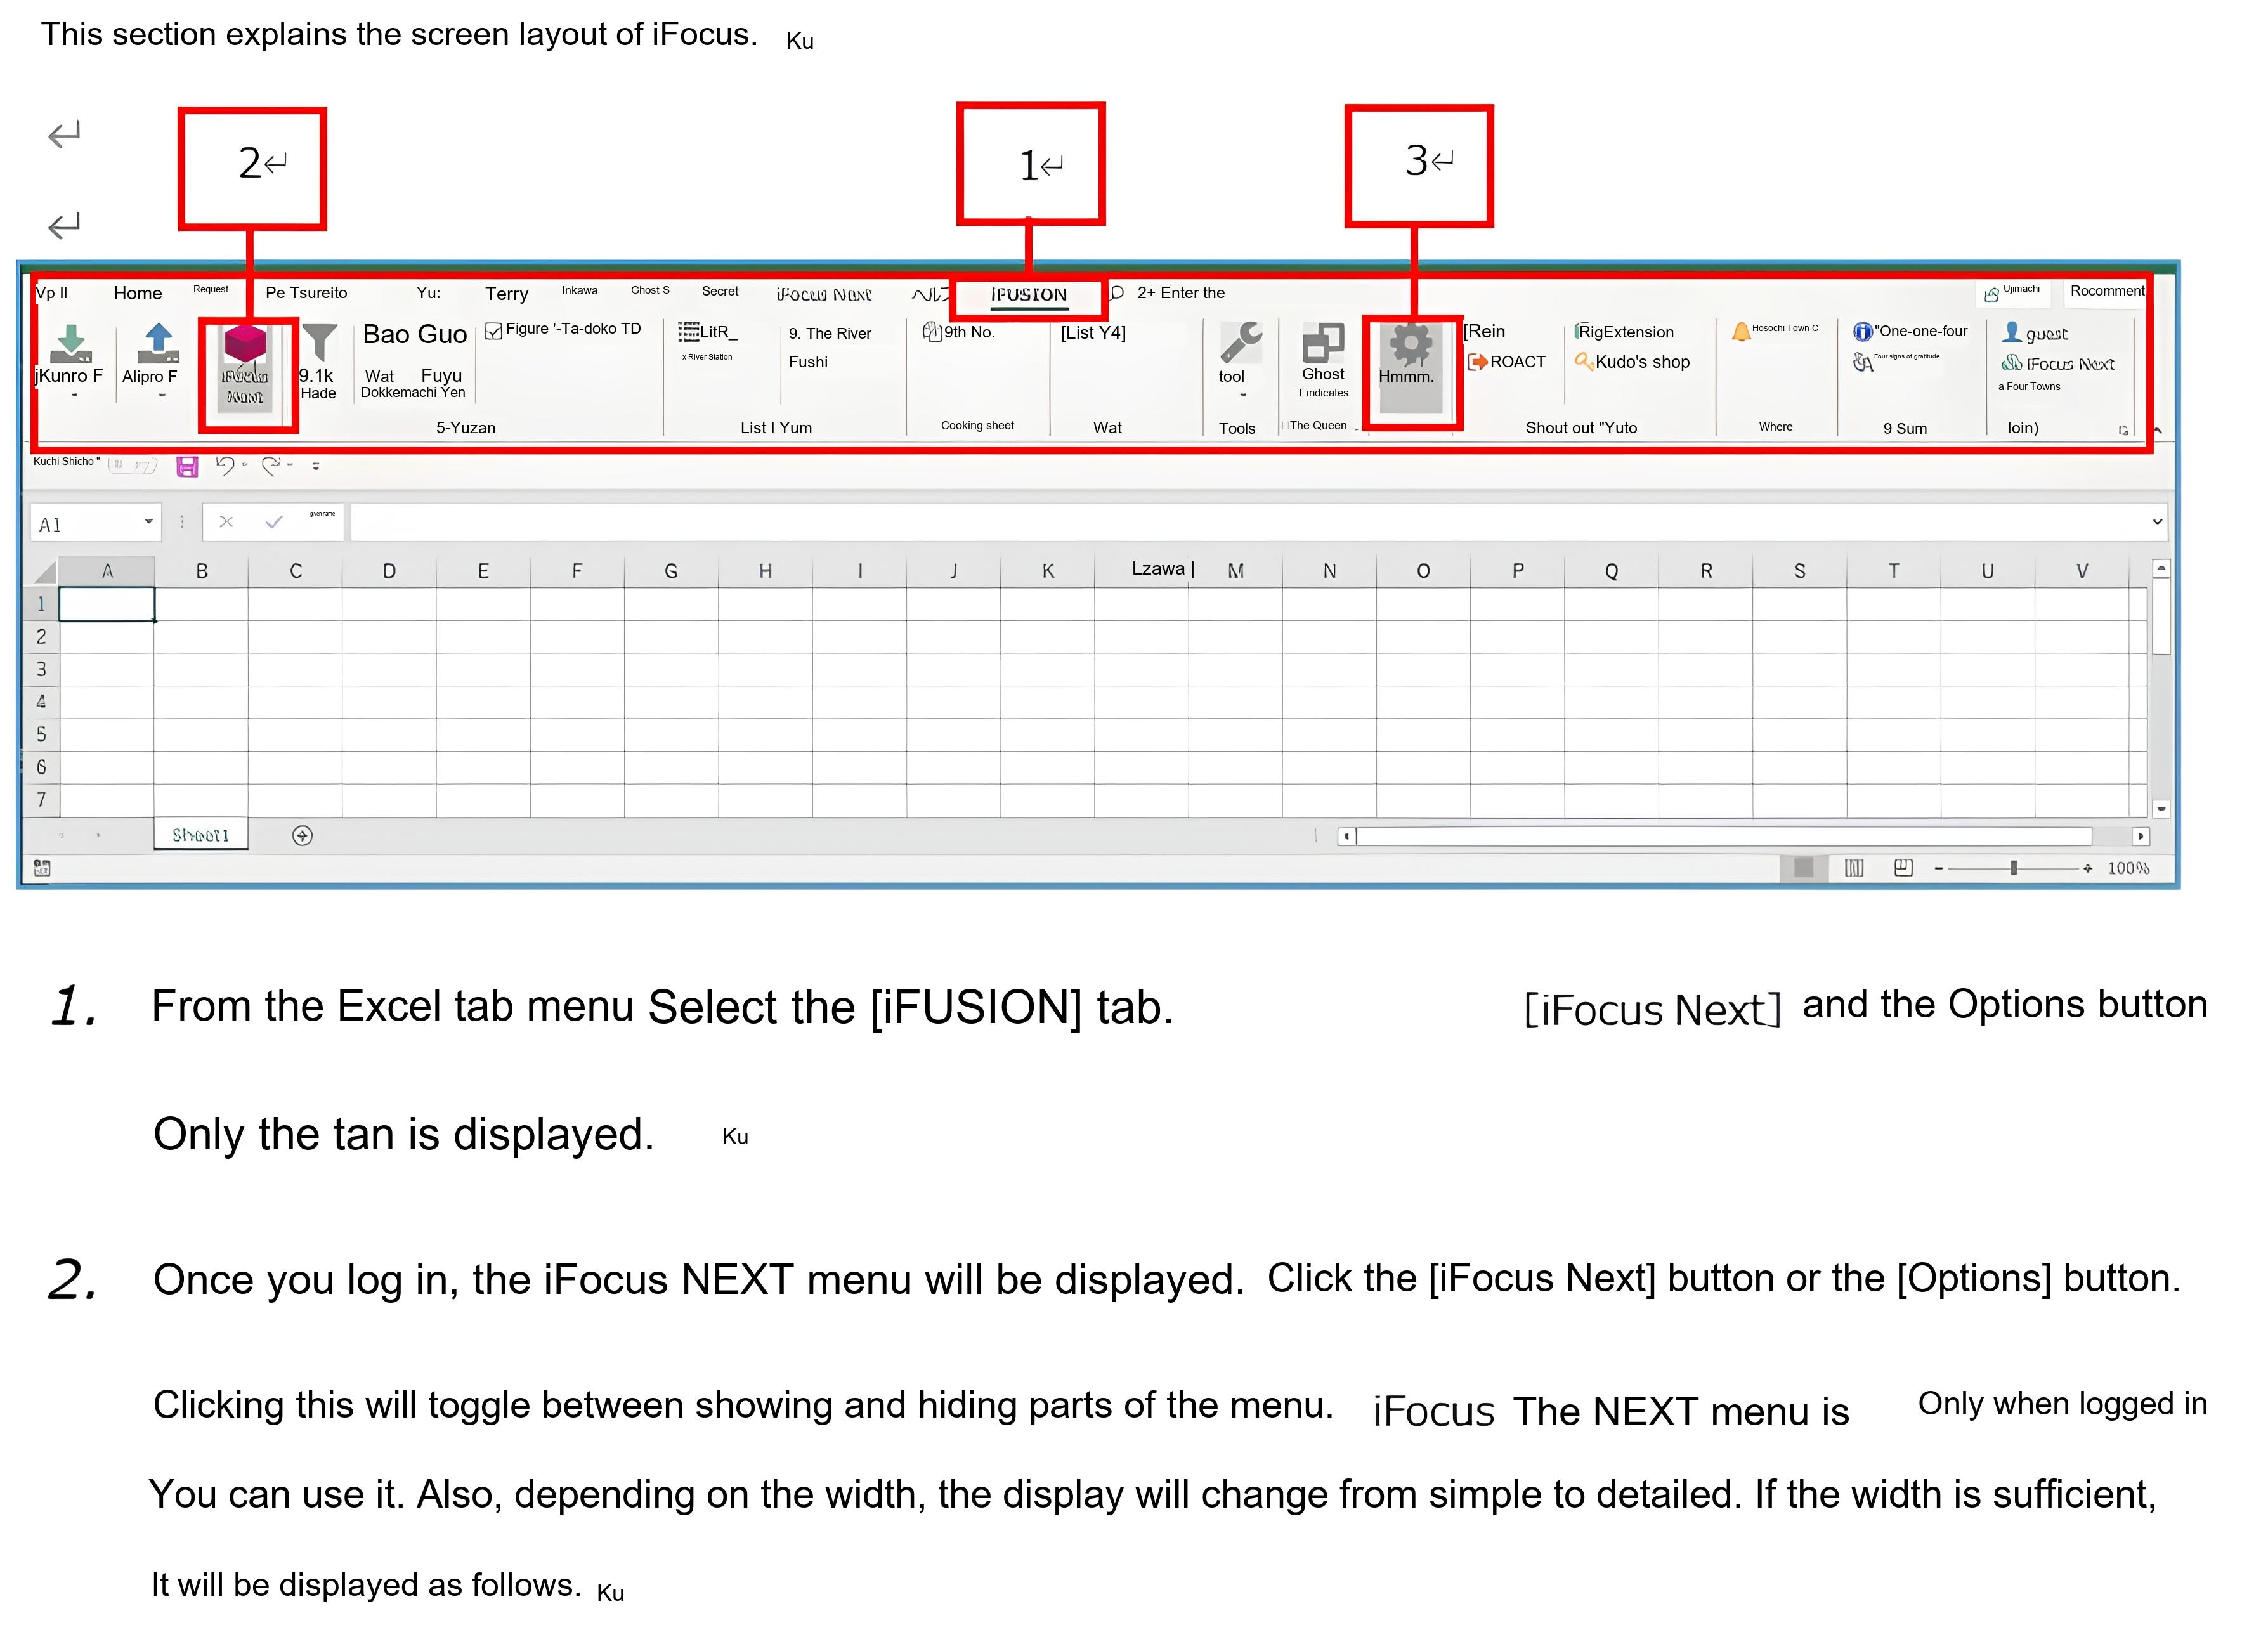 This section explains the screen layout of iFocus. Ku
2 1 3
Vp Il Home Request Pe Tsureito Yu: Terry Inkawa Ghost S Secret iFocus Next ヘルプ iFUSION 2+ Enter the Ujimachi Rocomment
Bao Guo Figure '-Ta-doko TD LitR_ 9. The River 9th No. [List Y4] [Rein RigExtension Hosochi Town C "One-one-four guest
x River Station Fushi ROACT Kudo's shop Four signs of gratitude iFocus Next
jKunro F Alipro F iFocus Next 9.1k Wat Fuyu tool Ghost Hmmm. a Four Towns
Hade Dokkemachi Yen T indicates
5-Yuzan List I Yum Cooking sheet Wat Tools The Queen Shout out "Yuto Where 9 Sum loin)
Kuchi Shicho "
A1 given name
A B C D E F G H I J K Lzawa | M N O P Q R S T U V
1
2
3
4
5
6
7
Sheet1
100%
1. From the Excel tab menu Select the [iFUSION] tab. [iFocus Next] and the Options button
Only the tan is displayed. Ku
2. Once you log in, the iFocus NEXT menu will be displayed. Click the [iFocus Next] button or the [Options] button.
Clicking this will toggle between showing and hiding parts of the menu. iFocus The NEXT menu is Only when logged in
You can use it. Also, depending on the width, the display will change from simple to detailed. If the width is sufficient,
It will be displayed as follows. Ku